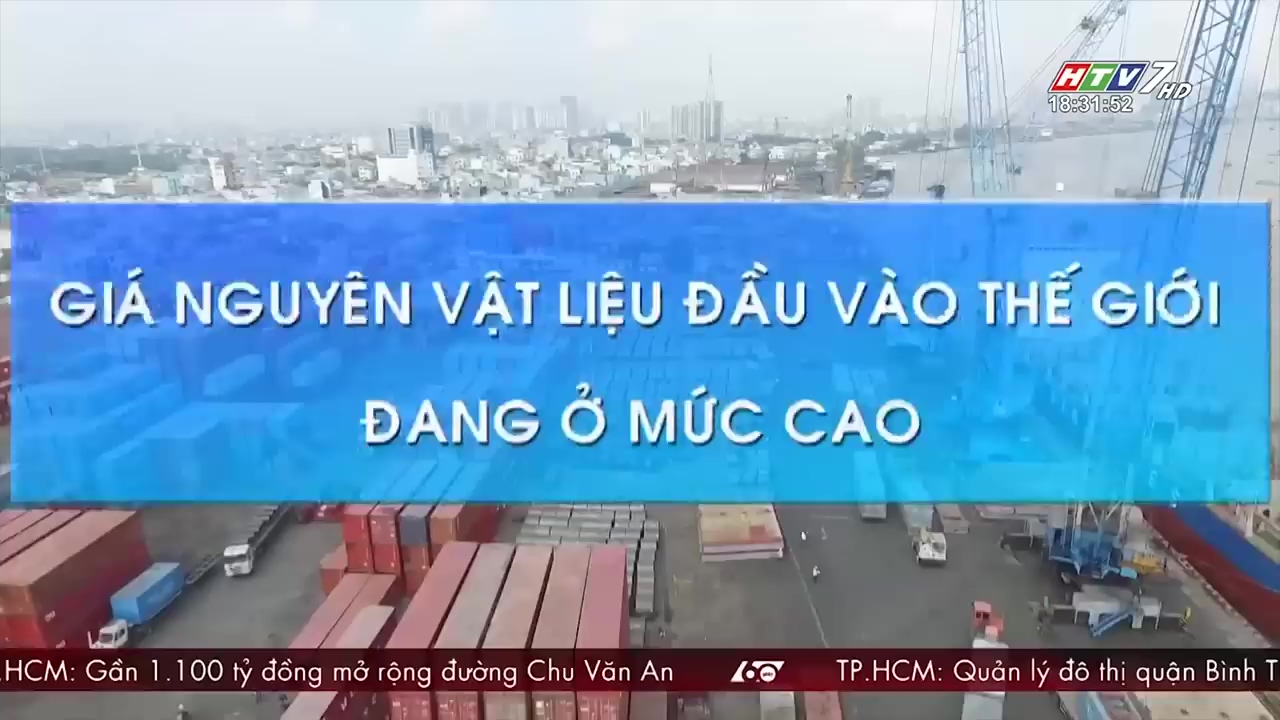 HTV7 HD
18:31:52
GIÁ NGUYÊN VẬT LIỆU ĐẦU VÀO THẾ GIỚI
ĐANG Ở MỨC CAO
.HCM: Gần 1.100 tỷ đồng mở rộng đường Chu Văn An 60 TP.HCM: Quản lý đô thị quận Bình T